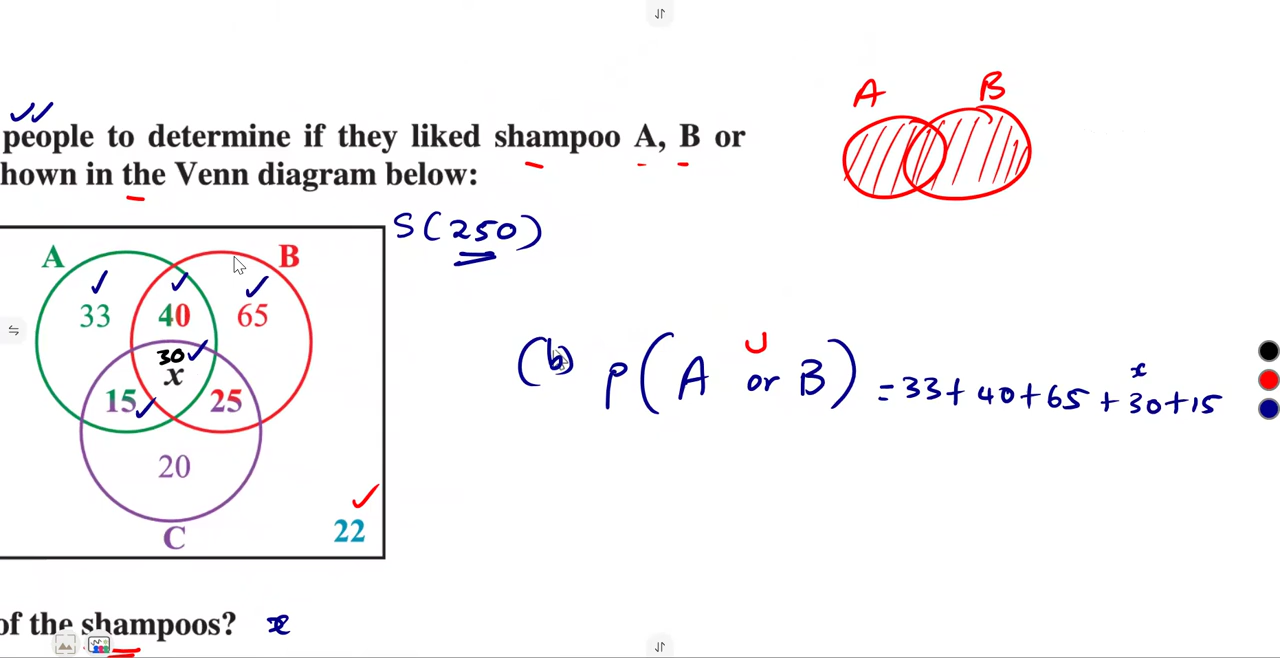 A B
people to determine if they liked shampoo A, B or
hown in the Venn diagram below:
S(250)
A B
33 40 65
30
x
15 25
20
C
22
(b) P(A ∪ or B) = 33+40+65+30+15
x
of the shampoos? x